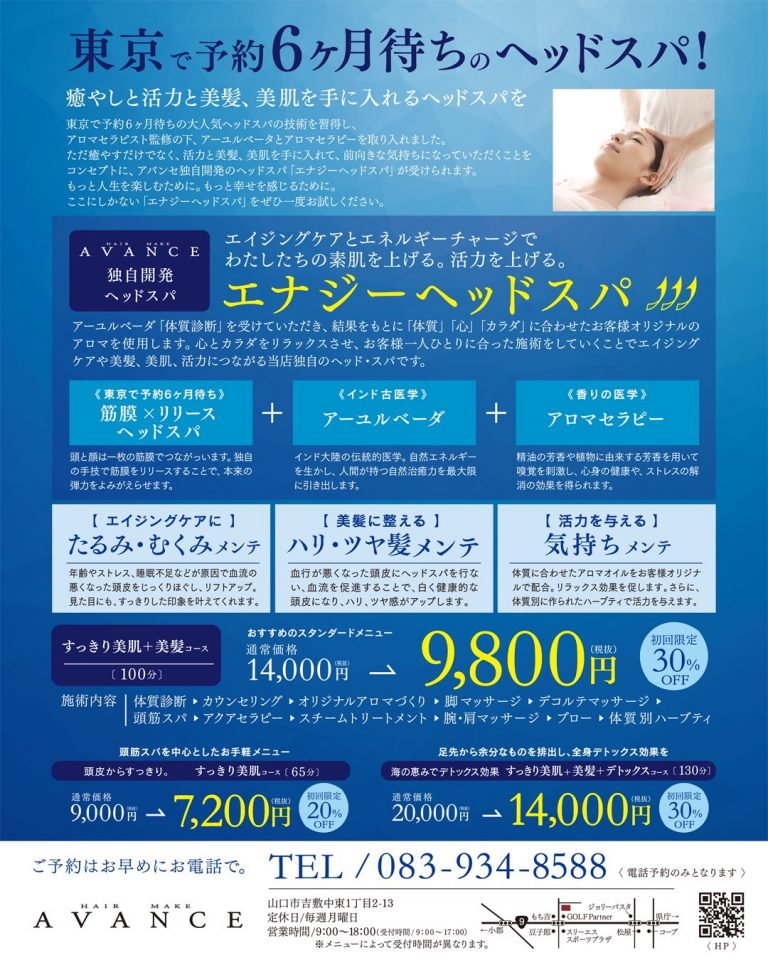 東京で予約6ヶ月待ちのヘッドスパ!
癒やしと活力と美髪、美肌を手に入れるヘッドスパを
東京で予約6ヶ月待ちの大人気ヘッドスパの技術を習得し、
アロマセラピスト監修の下、アーユルベータとアロマセラピーを取り入れました。
ただ癒やすだけでなく、活力と美髪、美肌を手に入れて、前向きな気持ちになっていただくことを
コンセプトに、アバンセ独自開発のヘッドスパ「エナジーヘッドスパ」が受けられます。
もっと人生を楽しむために。もっと幸せを感じるために。
ここにしかない「エナジーヘッドスパ」をぜひ一度お試しください。
HAIR MAKE
AVANCE
独自開発
ヘッドスパ
エイジングケアとエネルギーチャージで
わたしたちの素肌を上げる。活力を上げる。
エナジーヘッドスパ
アーユルベーダ「体質診断」を受けていただき、結果をもとに「体質」「心」「カラダ」に合わせたお客様オリジナルの
アロマを使用します。心とカラダをリラックスさせ、お客様一人ひとりに合った施術をしていくことでエイジング
ケアや美髪、美肌、活力につながる当店独自のヘッド・スパです。
《東京で予約6ヶ月待ち》
筋膜×リリース
ヘッドスパ
頭と顔は一枚の筋膜でつながっいます。独自
の手技で筋膜をリリースすることで、本来の
弾力をよみがえらせます。
+
《インド古医学》
アーユルベーダ
インド大陸の伝統的医学。自然エネルギー
を生かし、人間が持つ自然治癒力を最大限
に引き出します。
+
《香りの医学》
アロマセラピー
精油の芳香や植物に由来する芳香を用いて
嗅覚を刺激し、心身の健康や、ストレスの解
消の効果を得られます。
【エイジングケアに】
たるみ・むくみメンテ
年齢やストレス、睡眠不足などが原因で血流の
悪くなった頭皮をじっくりほぐし、リフトアップ。
見た目にも、すっきりした印象を叶えてくれます。
【美髪に整える】
ハリ・ツヤ髪メンテ
血行が悪くなった頭皮にヘッドスパを行な
い、血流を促進することで、白く健康的な
頭皮になり、ハリ、ツヤ感がアップします。
【活力を与える】
気持ちメンテ
体質に合わせたアロマオイルをお客様オリジナ
ルで配合。リラックス効果を促します。さらに、
体質別に作られたハーブティで活力を与えます。
すっきり美肌+美髪コース
〔100分〕
おすすめのスタンダードメニュー
通常価格
14,000円(税抜) → 9,800円(税抜)
初回限定
30%
OFF
施術内容 | 体質診断▶カウンセリング▶オリジナルアロマづくり▶脚マッサージ▶デコルテマッサージ▶
頭筋スパ▶アクアセラピー▶スチームトリートメント▶腕・肩マッサージ▶ブロー▶体質別ハーブティ
頭筋スパを中心としたお手軽メニュー
頭皮からすっきり。 すっきり美肌コース〔65分〕
通常価格
9,000円(税抜) → 7,200円(税抜)
初回限定
20%
OFF
足先から余分なものを排出し、全身デトックス効果を
海の恵みでデトックス効果 すっきり美肌+美髪+デトックスコース〔130分〕
通常価格
20,000円(税抜) → 14,000円(税抜)
初回限定
30%
OFF
ご予約はお早めにお電話で。 TEL / 083-934-8588 〈電話予約のみとなります〉
HAIR MAKE
AVANCE
山口市吉敷中東1丁目2-13
定休日/毎週月曜日
営業時間/9:00〜18:00(受付時間/9:00〜17:00)
※メニューによって受付時間が異なります。
←小郡
9
もち吉
豆子郎
ジョリーパスタ
GOLF Partner
スリーエス
スポーツプラザ
松屋
県庁→
コープ
〈HP〉